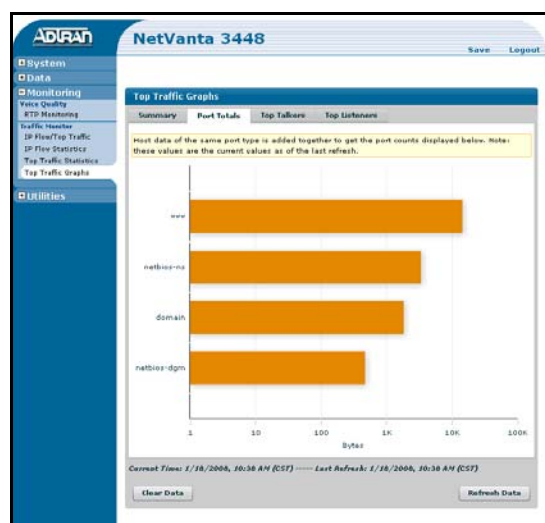 ADTRAN
NetVanta 3448
Save Logout
System
Data
Monitoring
Voice Quality
RTP Monitoring
Traffic Monitor
IP Flow/Top Traffic
IP Flow Statistics
Top Traffic Statistics
Top Traffic Graphs
Utilities
Top Traffic Graphs
Summary Port Totals Top Talkers Top Listeners
Host data of the same port type is added together to get the port counts displayed below. Note:
these values are the current values as of the last refresh.
www
netbios-ns
domain
netbios-dgm
1 10 100 1K 10K 100K
Bytes
Current Time: 1/18/2008, 10:38 AM (CST) ---- Last Refresh: 1/18/2008, 10:38 AM (CST)
Clear Data Refresh Data